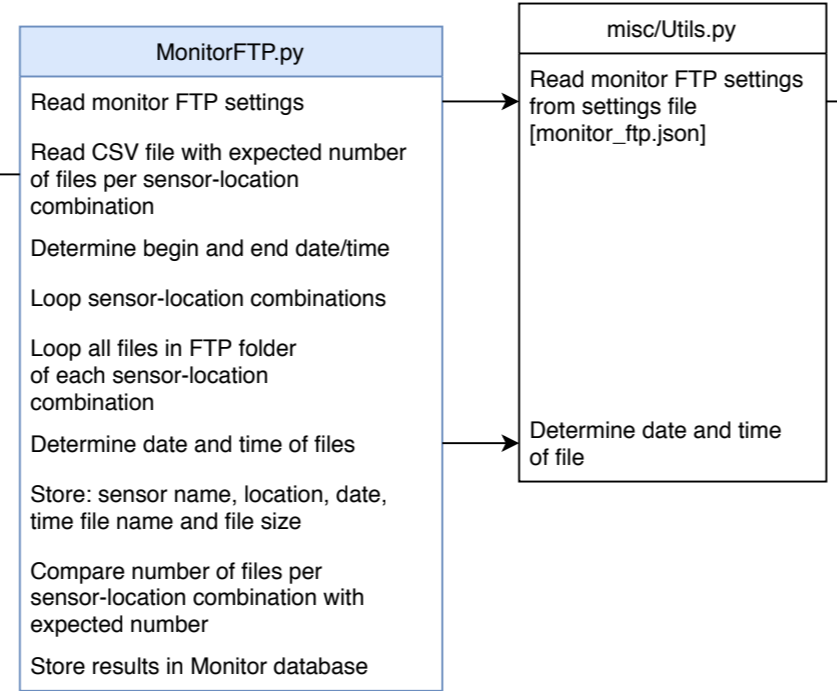 MonitorFTP.py
Read monitor FTP settings
Read CSV file with expected number
of files per sensor-location
combination
Determine begin and end date/time
Loop sensor-location combinations
Loop all files in FTP folder
of each sensor-location
combination
Determine date and time of files
Store: sensor name, location, date,
time file name and file size
Compare number of files per
sensor-location combination with
expected number
Store results in Monitor database
misc/Utils.py
Read monitor FTP settings
from settings file
[monitor_ftp.json]
Determine date and time
of file